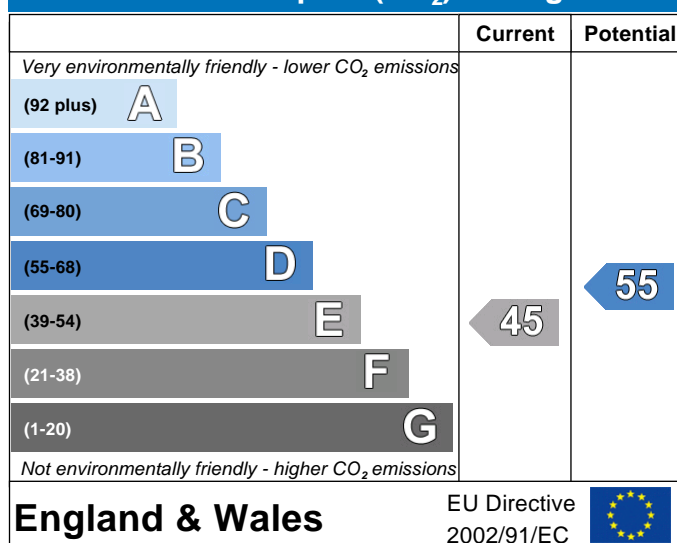 Current Potential
Very environmentally friendly - lower CO₂ emissions
(92 plus) A
(81-91) B
(69-80) C
(55-68) D
55
(39-54) E
45
(21-38) F
(1-20) G
Not environmentally friendly - higher CO₂ emissions
England & Wales
EU Directive
2002/91/EC